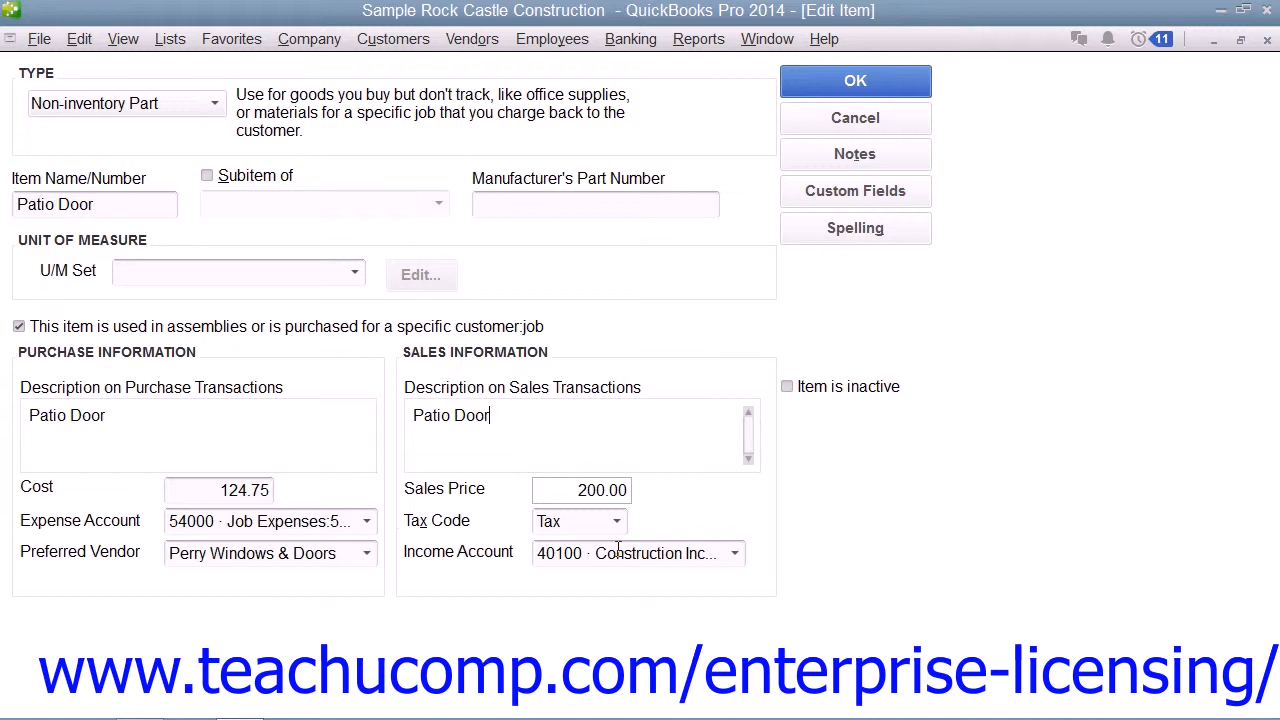 Sample Rock Castle Construction - QuickBooks Pro 2014 - [Edit Item]
File Edit View Lists Favorites Company Customers Vendors Employees Banking Reports Window Help 11
TYPE
Non-inventory Part
Use for goods you buy but don't track, like office supplies,
or materials for a specific job that you charge back to the
customer.
OK
Cancel
Notes
Custom Fields
Spelling
Item Name/Number
Subitem of
Manufacturer's Part Number
Patio Door
UNIT OF MEASURE
U/M Set
Edit...
This item is used in assemblies or is purchased for a specific customer:job
PURCHASE INFORMATION
Description on Purchase Transactions
Patio Door
Cost 124.75
Expense Account 54000 · Job Expenses:5...
Preferred Vendor Perry Windows & Doors
SALES INFORMATION
Description on Sales Transactions
Patio Door
Sales Price 200.00
Tax Code Tax
Income Account 40100 · Construction Inc...
Item is inactive
www.teachucomp.com/enterprise-licensing/